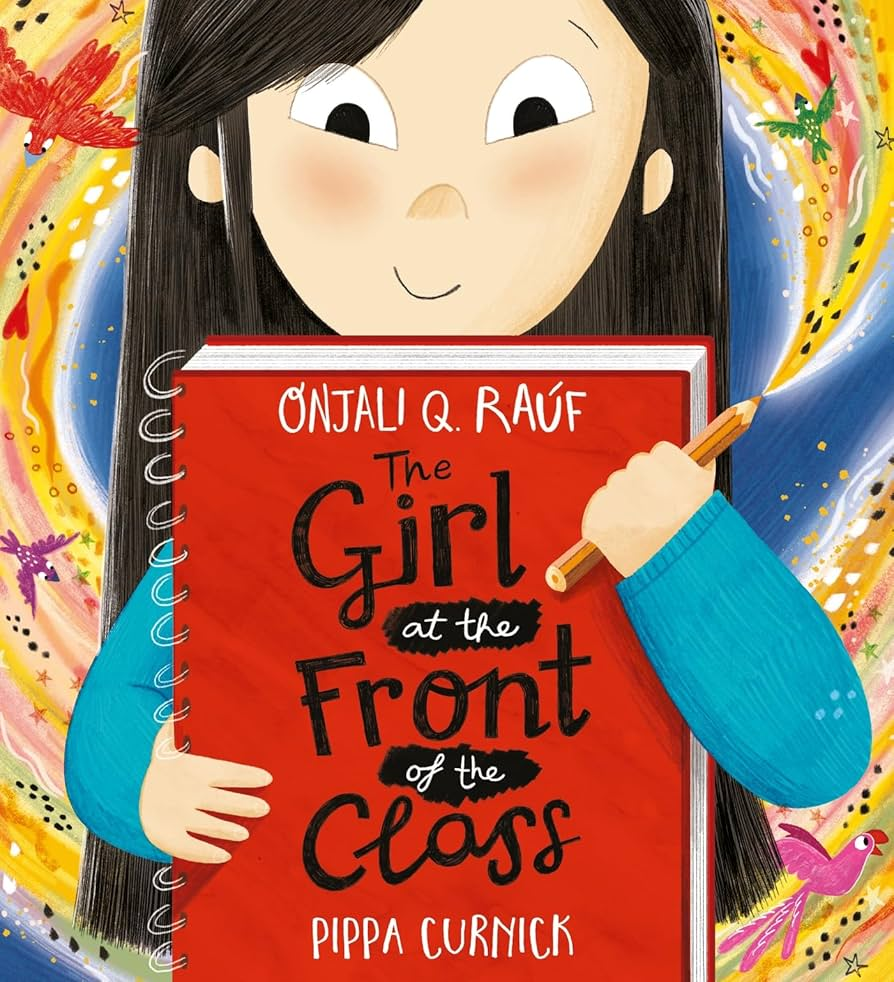 ONJALI Q. RAÚF
The
Girl
at the
Front
of the
Class
PIPPA CURNICK